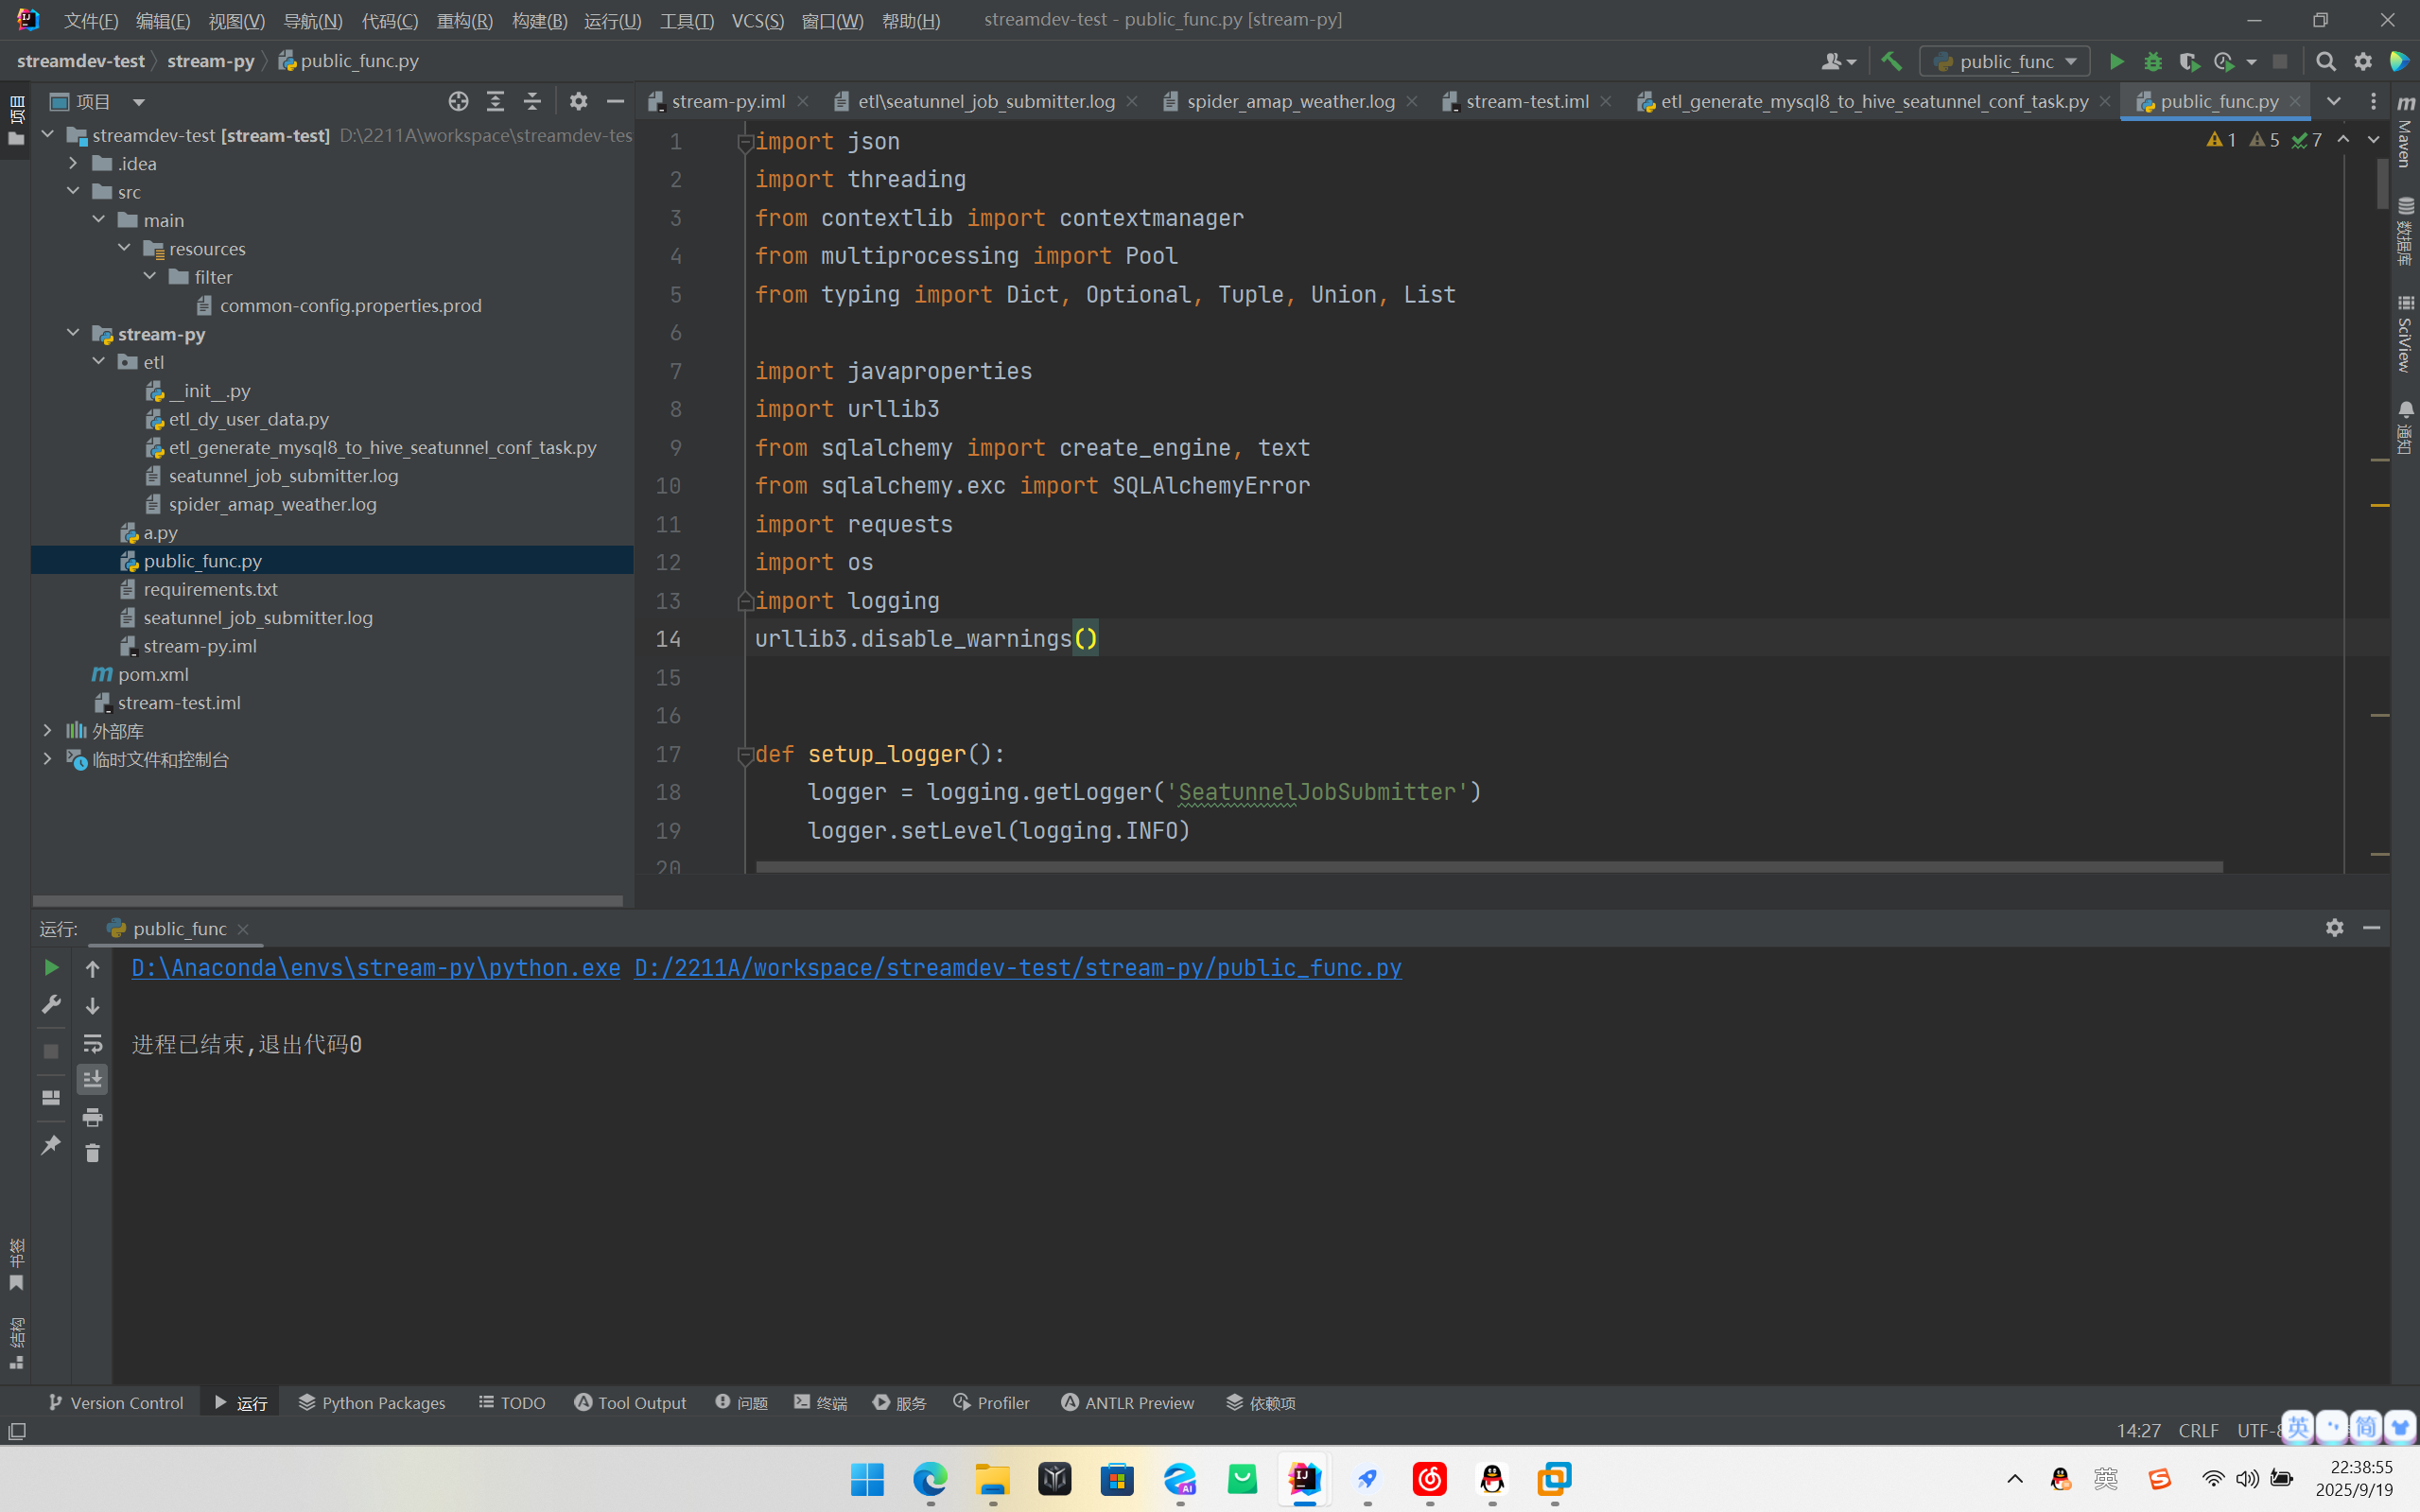 文件(F) 编辑(E) 视图(V) 导航(N) 代码(C) 重构(R) 构建(B) 运行(U) 工具(T) VCS(S) 窗口(W) 帮助(H) streamdev-test - public_func.py [stream-py]
streamdev-test stream-py public_func.py public_func
项目
项目
stream-py.iml etl\seatunnel_job_submitter.log spider_amap_weather.log stream-test.iml etl_generate_mysql8_to_hive_seatunnel_conf_task.py public_func.py
streamdev-test [stream-test] D:\2211A\workspace\streamdev-tes
.idea
src
main
resources
filter
common-config.properties.prod
stream-py
etl
__init__.py
etl_dy_user_data.py
etl_generate_mysql8_to_hive_seatunnel_conf_task.py
seatunnel_job_submitter.log
spider_amap_weather.log
a.py
public_func.py
requirements.txt
seatunnel_job_submitter.log
stream-py.iml
pom.xml
stream-test.iml
外部库
临时文件和控制台
1 import json
2 import threading
3 from contextlib import contextmanager
4 from multiprocessing import Pool
5 from typing import Dict, Optional, Tuple, Union, List
6
7 import javaproperties
8 import urllib3
9 from sqlalchemy import create_engine, text
10 from sqlalchemy.exc import SQLAlchemyError
11 import requests
12 import os
13 import logging
14 urllib3.disable_warnings()
15
16
17 def setup_logger():
18 logger = logging.getLogger('SeatunnelJobSubmitter')
19 logger.setLevel(logging.INFO)
20
1 5 7
Maven
数据库
SciView
通知
运行: public_func
D:\Anaconda\envs\stream-py\python.exe D:/2211A/workspace/streamdev-test/stream-py/public_func.py
进程已结束,退出代码0
书签
结构
Version Control 运行 Python Packages TODO Tool Output 问题 终端 服务 Profiler ANTLR Preview 依赖项
14:27 CRLF UTF-8
英 简
英
22:38:55
2025/9/19